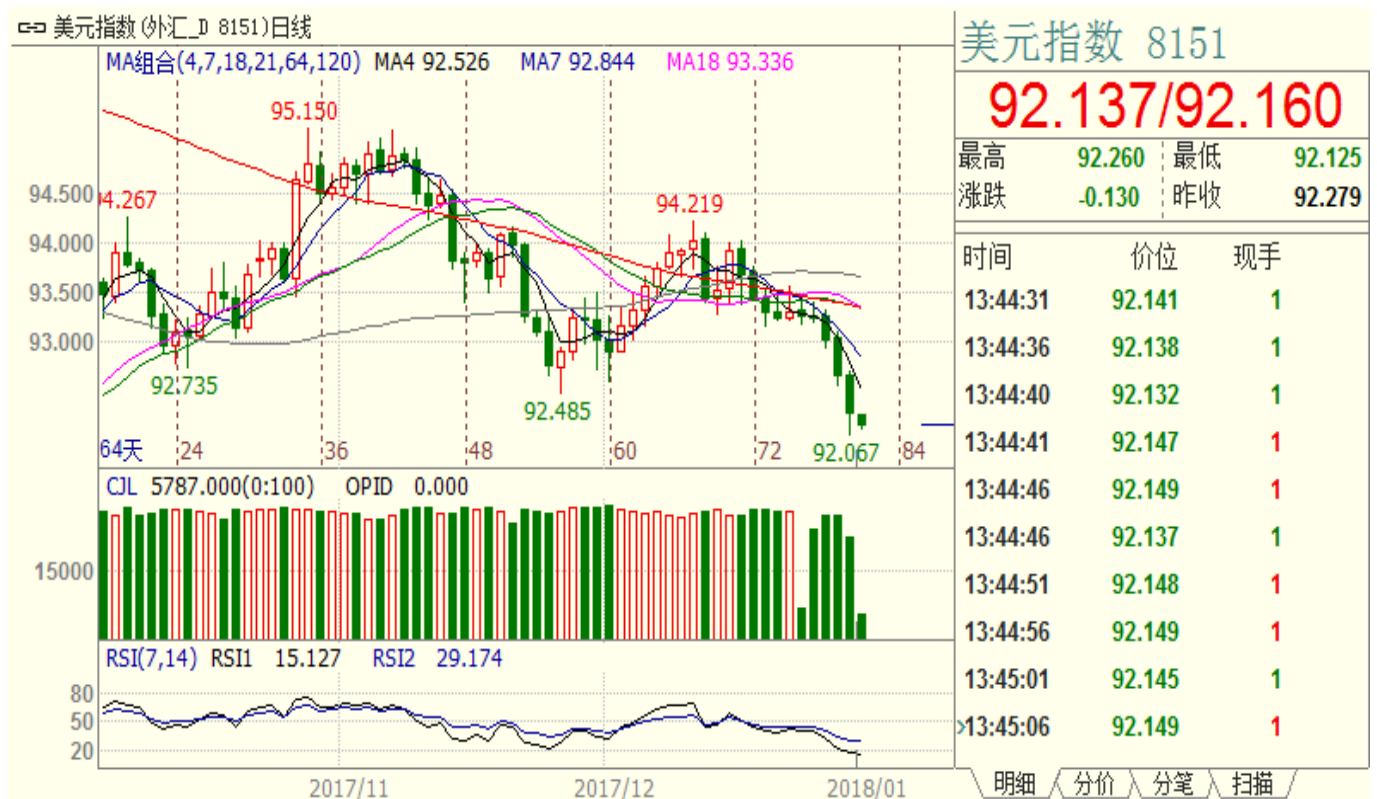 美元指数(外汇_D 8151)日线
MA组合(4,7,18,21,64,120) MA4 92.526 MA7 92.844 MA18 93.336
95.150
94.500
94.267
94.219
94.000
93.500
93.000
92.735
92.485
64天 24 36 48 60 72 92.067 84
CJL 5787.000(0:100) OPID 0.000
15000
RSI(7,14) RSI1 15.127 RSI2 29.174
80
50
20
2017/11 2017/12 2018/01
美元指数 8151
92.137/92.160
最高 92.260 最低 92.125
涨跌 -0.130 昨收 92.279
时间 价位 现手
13:44:31 92.141 1
13:44:36 92.138 1
13:44:40 92.132 1
13:44:41 92.147 1
13:44:46 92.149 1
13:44:46 92.137 1
13:44:51 92.148 1
13:44:56 92.149 1
13:45:01 92.145 1
13:45:06 92.149 1
明细 分价 分笔 扫描